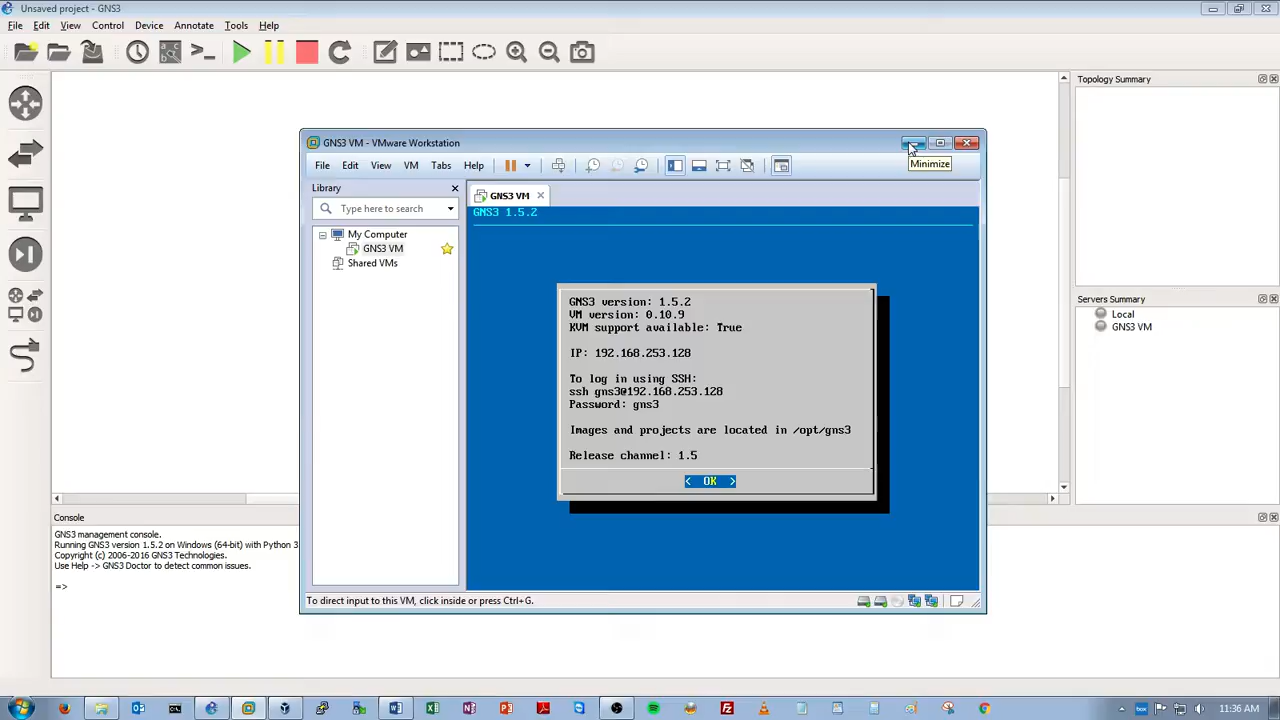 Unsaved project - GNS3
File Edit View Control Device Annotate Tools Help
Topology Summary
GNS3 VM - VMware Workstation
Minimize
File Edit View VM Tabs Help
Library
Type here to search
My Computer
GNS3 VM
Shared VMs
GNS3 VM
GNS3 1.5.2
GNS3 version: 1.5.2
VM version: 0.10.9
KVM support available: True
IP: 192.168.253.128
To log in using SSH:
ssh gns3@192.168.253.128
Password: gns3
Images and projects are located in /opt/gns3
Release channel: 1.5
< OK >
To direct input to this VM, click inside or press Ctrl+G.
Servers Summary
Local
GNS3 VM
Console
GNS3 management console.
Running GNS3 version 1.5.2 on Windows (64-bit) with Python 3
Copyright (c) 2006-2016 GNS3 Technologies.
Use Help -> GNS3 Doctor to detect common issues.
=>
11:36 AM